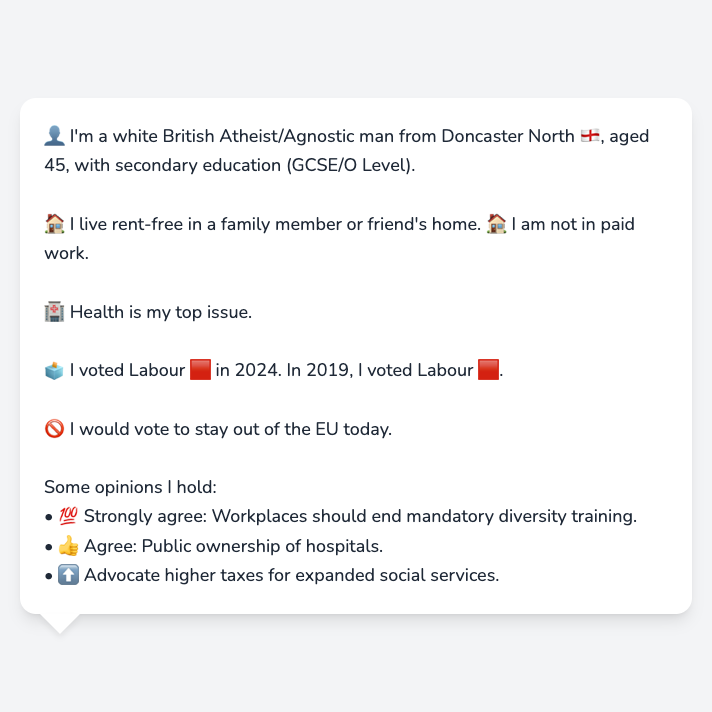 👤 I'm a white British Atheist/Agnostic man from Doncaster North 🏴󠁧󠁢󠁥󠁮󠁧󠁿, aged
45, with secondary education (GCSE/O Level).
🏠 I live rent-free in a family member or friend's home. 🏠 I am not in paid
work.
🏥 Health is my top issue.
🗳️ I voted Labour 🟥 in 2024. In 2019, I voted Labour 🟥.
🚫 I would vote to stay out of the EU today.
Some opinions I hold:
• 💯 Strongly agree: Workplaces should end mandatory diversity training.
• 👍 Agree: Public ownership of hospitals.
• ⬆️ Advocate higher taxes for expanded social services.